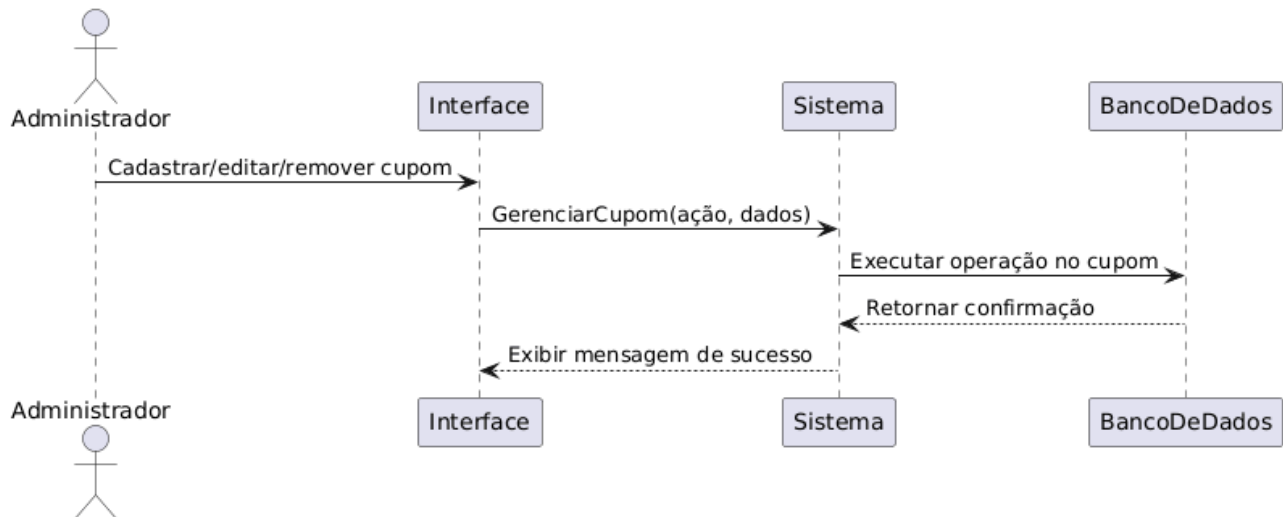 Administrador
Interface
Sistema
BancoDeDados
Cadastrar/editar/remover cupom
GerenciarCupom(ação, dados)
Executar operação no cupom
Retornar confirmação
Exibir mensagem de sucesso
Administrador
Interface
Sistema
BancoDeDados